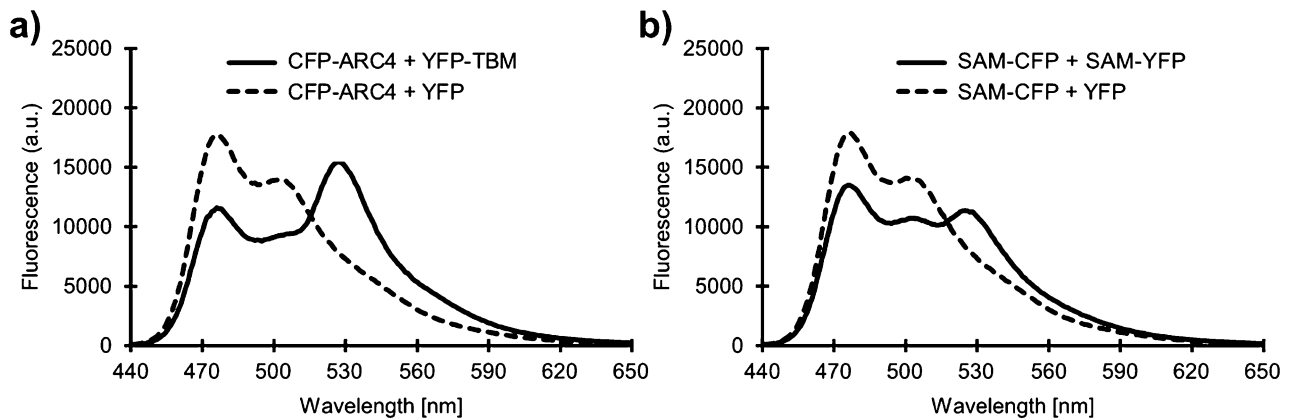 a)
25000
20000
15000
10000
5000
0
Fluorescence (a.u.)
CFP-ARC4 + YFP-TBM
CFP-ARC4 + YFP
440 470 500 530 560 590 620 650
Wavelength [nm]
b)
25000
20000
15000
10000
5000
0
Fluorescence (a.u.)
SAM-CFP + SAM-YFP
SAM-CFP + YFP
440 470 500 530 560 590 620 650
Wavelength [nm]